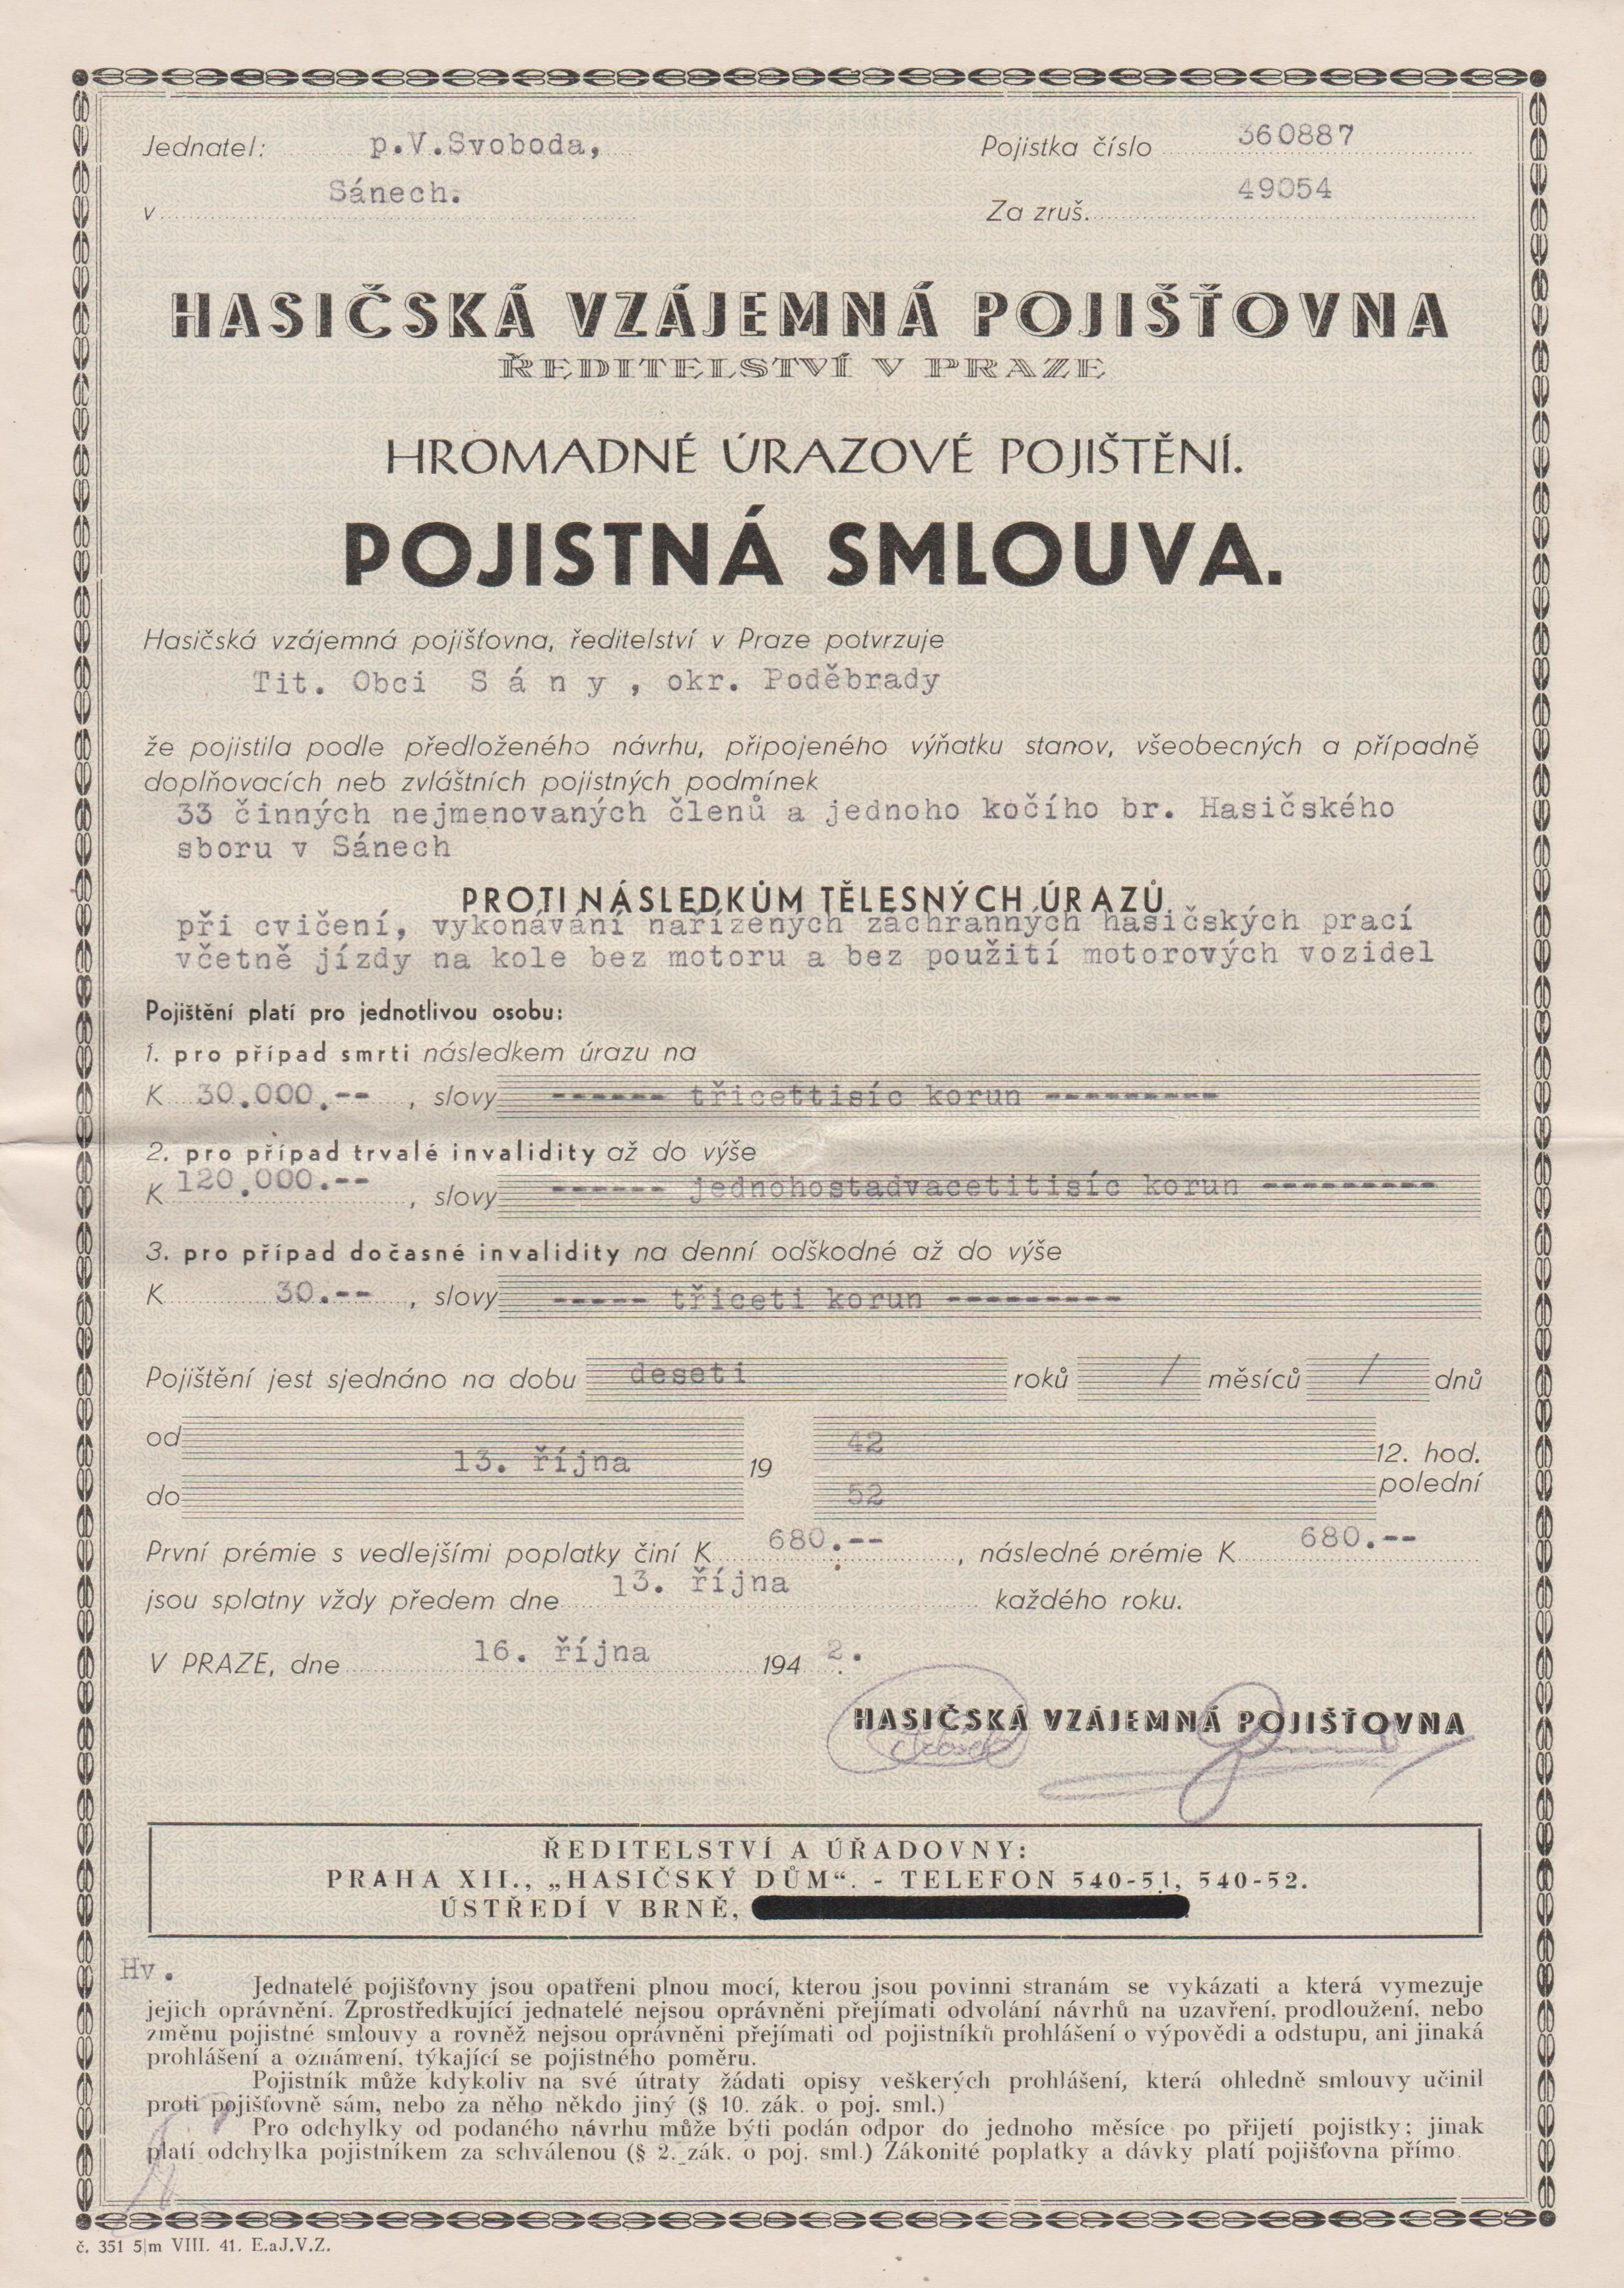 Jednatel: p.V.Svoboda, Pojistka číslo 360887
v Sánech. Za zruš. 49054
HASIČSKÁ VZÁJEMNÁ POJIŠŤOVNA
ŘEDITELSTVÍ V PRAZE
HROMADNÉ ÚRAZOVÉ POJIŠTĚNÍ.
POJISTNÁ SMLOUVA.
Hasičská vzájemná pojišťovna, ředitelství v Praze potvrzuje
Tit. Obci S á n y , okr. Poděbrady
že pojistila podle předloženého návrhu, připojeného výňatku stanov, všeobecných a případně
doplňovacích neb zvláštních pojistných podmínek
33 činných nejmenovaných členů a jednoho kočího br. Hasičského
sboru v Sánech
PROTI NÁSLEDKŮM TĚLESNÝCH ÚRAZŮ
při cvičení, vykonávání nařízených záchranných hasičských prací
včetně jízdy na kole bez motoru a bez použití motorových vozidel
Pojištění platí pro jednotlivou osobu:
1. pro případ smrti následkem úrazu na
K 30.000.-- , slovy ------ třicettisíc korun ---------
2. pro případ trvalé invalidity až do výše
K 120.000.-- , slovy ------ jednohostadvacetitisíc korun ---------
3. pro případ dočasné invalidity na denní odškodné až do výše
K 30.-- , slovy ----- třiceti korun ---------
Pojištění jest sjednáno na dobu deseti roků / měsíců / dnů
od 42 12. hod.
13. října 19
do 52 polední
První prémie s vedlejšími poplatky činí K 680.-- , následné prémie K 680.--
jsou splatny vždy předem dne 13. října každého roku.
V PRAZE, dne 16. října 194 2.
HASIČSKÁ VZÁJEMNÁ POJIŠŤOVNA
ŘEDITELSTVÍ A ÚŘADOVNY:
PRAHA XII., „HASIČSKÝ DŮM“. - TELEFON 540-51, 540-52.
ÚSTŘEDÍ V BRNĚ,
Hv.
Jednatelé pojišťovny jsou opatřeni plnou mocí, kterou jsou povinni stranám se vykázati a která vymezuje
jejich oprávnění. Zprostředkující jednatelé nejsou oprávněni přejímati odvolání návrhů na uzavření, prodloužení, nebo
změnu pojistné smlouvy a rovněž nejsou oprávněni přejímati od pojistníků prohlášení o výpovědi a odstupu, ani jinaká
prohlášení a oznámení, týkající se pojistného poměru.
Pojistník může kdykoliv na své útraty žádati opisy veškerých prohlášení, která ohledně smlouvy učinil
proti pojišťovně sám, nebo za něho někdo jiný (§ 10. zák. o poj. sml.)
Pro odchylky od podaného návrhu může býti podán odpor do jednoho měsíce po přijetí pojistky; jinak
platí odchylka pojistníkem za schválenou (§ 2. zák. o poj. sml.) Zákonité poplatky a dávky platí pojišťovna přímo.
č. 351 5|m VIII. 41. E.aJ.V.Z.